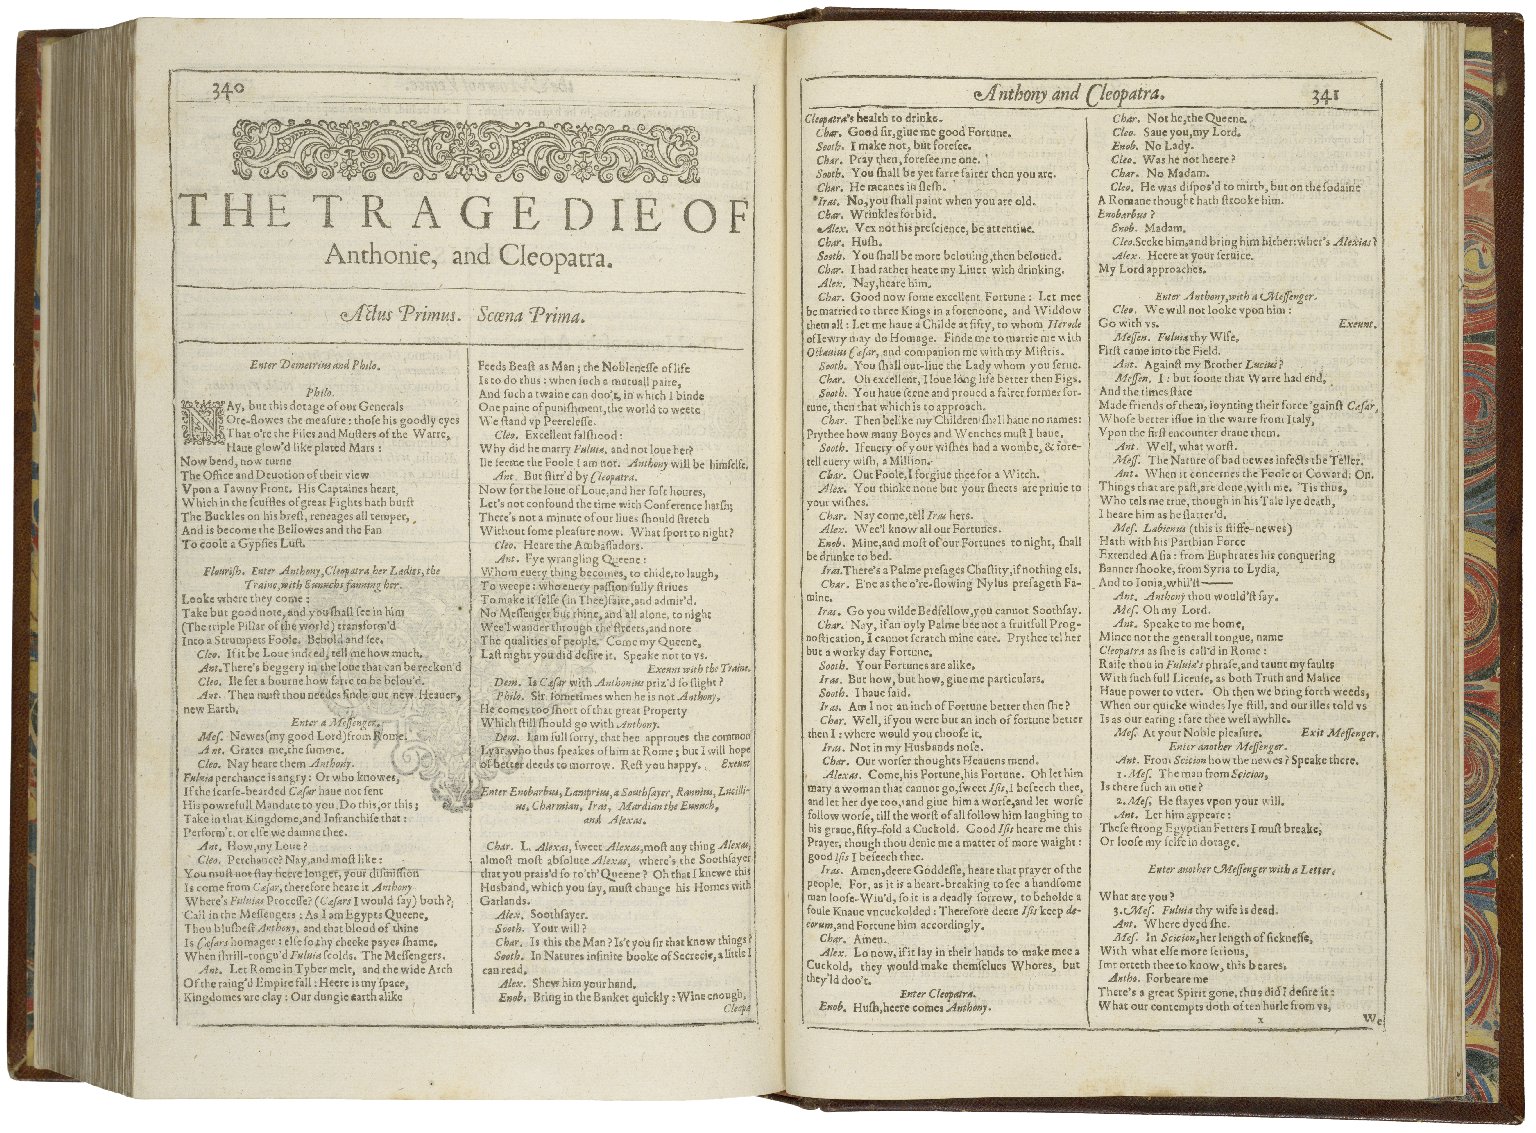 340
THE TRAGEDIE OF
Anthonie, and Cleopatra.
Actus Primus. Scœna Prima.
Enter Demetrius and Philo.
Philo.
NAy, but this dotage of our Generals
Ore-flowes the measure: those his goodly eyes
That o're the Files and Musters of the Warre,
Haue glow'd like plated Mars:
Now bend, now turne
The Office and Deuotion of their view
Vpon a Tawny Front. His Captaines heart,
Which in the scuffles of great Fights hath burst
The Buckles on his brest, reneages all temper,
And is become the Bellowes and the Fan
To coole a Gypsies Lust.
Flourish. Enter Anthony, Cleopatra her Ladies, the
Traine, with Eunuchs fanning her.
Looke where they come:
Take but good note, and you shall see in him
(The triple Pillar of the world) transform'd
Into a Strumpets Foole. Behold and see.
Cleo. If it be Loue indeed, tell me how much.
Ant. There's beggery in the loue that can be reckon'd
Cleo. Ile set a bourne how farre to be belou'd.
Ant. Then must thou needes finde out new Heauen,
new Earth.
Enter a Messenger.
Mes. Newes (my good Lord) from Rome.
Ant. Grates me, the summe.
Cleo. Nay heare them Anthony.
Fuluia perchance is angry: Or who knowes,
If the scarse-bearded Cæsar haue not sent
His powrefull Mandate to you. Do this, or this;
Take in that Kingdome, and Infranchise that:
Perform't, or else we damne thee.
Ant. How, my Loue?
Cleo. Perchance? Nay, and most like:
You must not stay heere longer, your dismission
Is come from Cæsar, therefore heare it Anthony
Where's Fuluias Processe? (Cæsars I would say) both?
Call in the Messengers: As I am Egypts Queene,
Thou blushest Anthony, and that blood of thine
Is Cæsars homager: else so thy cheeke payes shame,
When shrill-tongu'd Fuluia scolds. The Messengers.
Ant. Let Rome in Tyber melt, and the wide Arch
Of the raing'd Empire fall: Heere is my space,
Kingdomes are clay: Our dungie earth alike
Feeds Beast as Man; the Noblenesse of life
Is to do thus: when such a mutuall paire,
And such a twaine can doo't, in which I binde
One paine of punishment, the world to weete
We stand vp Peerelesse.
Cleo. Excellent falshood:
Why did he marry Fuluia, and not loue her?
Ile seeme the Foole I am not. Anthony will be himselfe.
Ant. But stirr'd by Cleopatra.
Now for the loue of Loue, and her soft houres,
Let's not confound the time with Conference harsh;
There's not a minute of our liues should stretch
Without some pleasure now. What sport to night?
Cleo. Heare the Ambassadors.
Ant. Fye wrangling Queene:
Whom euery thing becomes, to chide, to laugh,
To weepe: who euery passion fully striues
To make it selfe (in Thee) faire, and admir'd.
No Messenger but thine, and all alone, to night
Wee'l wander through the streets, and note
The qualities of people. Come my Queene,
Last night you did desire it. Speake not to vs.
Exeunt with the Traine.
Dem. Is Cæsar with Anthonius priz'd so slight?
Philo. Sir sometimes when he is not Anthony,
He comes too short of that great Property
Which still should go with Anthony.
Dem. I am full sorry, that hee approues the common
Lyar, who thus speakes of him at Rome; but I will hope
of better deeds to morrow. Rest you happy. Exeunt
Enter Enobarbus, Lamprius, a Southsayer, Rannius, Lucilli-
us, Charmian, Iras, Mardian the Eunuch,
and Alexas.
Char. L. Alexas, sweet Alexas, most any thing Alexas,
almost most absolute Alexas, where's the Soothsayer
that you prais'd so to'th'Queene? Oh that I knewe this
Husband, which you say, must change his Hornes with
Garlands.
Alex. Soothsayer.
Sooth. Your will?
Char. Is this the Man? Is't you sir that know things?
Sooth. In Natures infinite booke of Secrecie, a little I
can read.
Alex. Shew him your hand.
Enob. Bring in the Banket quickly: Wine enough,
Cleopa
Anthony and Cleopatra. 341
Cleopatra's health to drinke.
Char. Good sir, giue me good Fortune.
Sooth. I make not, but foresee.
Char. Pray then, foresee me one.
Sooth. You shall be yet farre fairer then you are.
Char. He meanes in flesh.
Iras. No, you shall paint when you are old.
Char. Wrinkles forbid.
Alex. Vex not his prescience, be attentiue.
Char. Hush.
Sooth. You shall be more belouing, then beloued.
Char. I had rather heate my Liuer with drinking.
Alex. Nay, heare him.
Char. Good now some excellent Fortune: Let mee
be married to three Kings in a forenoone, and Widdow
them all: Let me haue a Childe at fifty, to whom Herode
of Iewry may do Homage. Finde me to marrie me with
Octauius Cæsar, and companion me with my Mistris.
Sooth. You shall out-liue the Lady whom you serue.
Char. Oh excellent, I loue long life better then Figs.
Sooth. You haue seene and proued a fairer former for-
tune, then that which is to approach.
Char. Then belike my Children shall haue no names:
Prythee how many Boyes and Wenches must I haue.
Sooth. If euery of your wishes had a wombe, & fore-
tell euery wish, a Million.
Char. Out Foole, I forgiue thee for a Witch.
Alex. You thinke none but your sheets are priuie to
your wishes.
Char. Nay come, tell Iras hers.
Alex. Wee'l know all our Fortunes.
Enob. Mine, and most of our Fortunes to night, shall
be drunke to bed.
Iras. There's a Palme presages Chastity, if nothing els.
Char. E'ne as the o're-flowing Nylus presageth Fa-
mine.
Iras. Go you wilde Bedfellow, you cannot Soothsay.
Char. Nay, if an oyly Palme bee not a fruitfull Prog-
nostication, I cannot scratch mine eare. Prythee tel her
but a worky day Fortune.
Sooth. Your Fortunes are alike.
Iras. But how, but how, giue me particulars.
Sooth. I haue said.
Iras. Am I not an inch of Fortune better then she?
Char. Well, if you were but an inch of fortune better
then I: where would you choose it.
Iras. Not in my Husbands nose.
Char. Our worser thoughts Heauens mend.
Alexas. Come, his Fortune, his Fortune. Oh let him
mary a woman that cannot go, sweet Isis, I beseech thee,
and let her dye too, and giue him a worse, and let worse
follow worse, till the worst of all follow him laughing to
his graue, fifty-fold a Cuckold. Good Isis heare me this
Prayer, though thou denie me a matter of more waight:
good Isis I beseech thee.
Iras. Amen, deere Goddesse, heare that prayer of the
people. For, as it is a heart-breaking to see a handsome
man loose-Wiu'd, so it is a deadly sorrow, to beholde a
foule Knaue vncuckolded: Therefore deere Isis keep de-
corum, and Fortune him accordingly.
Char. Amen.
Alex. Lo now, if it lay in their hands to make mee a
Cuckold, they would make themselues Whores, but
they'ld doo't.
Enter Cleopatra.
Enob. Hush, heere comes Anthony.
Char. Not he, the Queene.
Cleo. Saue you, my Lord.
Enob. No Lady.
Cleo. Was he not heere?
Char. No Madam.
Cleo. He was dispos'd to mirth, but on the sodaine
A Romane thought hath strooke him.
Enobarbus?
Enob. Madam.
Cleo. Seeke him, and bring him hither: wher's Alexias?
Alex. Heere at your seruice.
My Lord approaches.
Enter Anthony, with a Messenger.
Cleo. We will not looke vpon him:
Go with vs. Exeunt.
Messen. Fuluia thy Wife,
First came into the Field.
Ant. Against my Brother Lucius?
Messen. I: but soone that Warre had end,
And the times state
Made friends of them, ioynting their force 'gainst Cæsar,
Whose better issue in the warre from Italy,
Vpon the first encounter draue them.
Ant. Well, what worst.
Mess. The Nature of bad newes infects the Teller.
Ant. When it concernes the Foole or Coward: On.
Things that are past, are done, with me. 'Tis thus,
Who tels me true, though in his Tale lye death,
I heare him as he flatter'd.
Mes. Labienus (this is stiffe-newes)
Hath with his Parthian Force
Extended Asia: from Euphrates his conquering
Banner shooke, from Syria to Lydia,
And to Ionia, whil'st——
Ant. Anthony thou would'st say.
Mes. Oh my Lord.
Ant. Speake to me home,
Mince not the generall tongue, name
Cleopatra as she is call'd in Rome:
Raile thou in Fuluia's phrase, and taunt my faults
With such full License, as both Truth and Malice
Haue power to vtter. Oh then we bring forth weeds,
When our quicke windes lye still, and our illes told vs
Is as our earing: fare thee well awhile.
Mes. At your Noble pleasure. Exit Messenger.
Enter another Messenger.
Ant. From Scicion how the newes? Speake there.
1. Mes. The man from Scicion,
Is there such an one?
2. Mes. He stayes vpon your will.
Ant. Let him appeare:
These strong Egyptian Fetters I must breake,
Or loose my selfe in dotage.
Enter another Messenger with a Letter.
What are you?
3. Mes. Fuluia thy wife is dead.
Ant. Where dyed she.
Mes. In Scicion, her length of sicknesse,
With what else more serious,
Importeth thee to know, this beares.
Antho. Forbeare me
There's a great Spirit gone, thus did I desire it:
What our contempts doth often hurle from vs,
x We